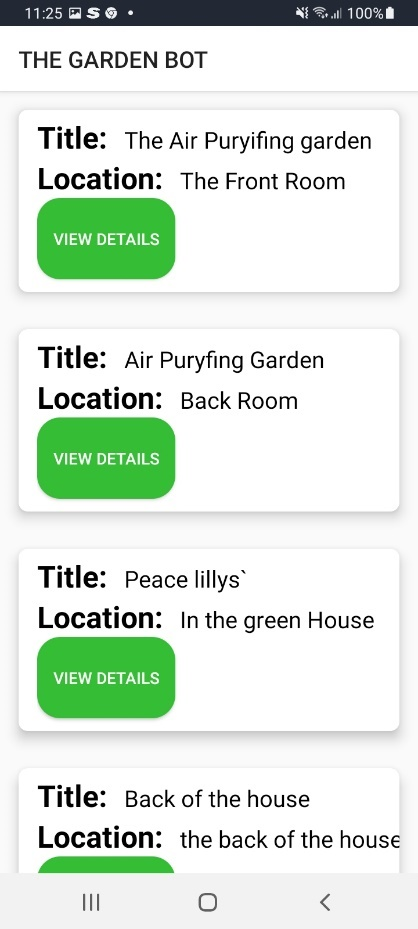 11:25 100%
THE GARDEN BOT
Title: The Air Puryifing garden
Location: The Front Room
VIEW DETAILS
Title: Air Puryfing Garden
Location: Back Room
VIEW DETAILS
Title: Peace lillys`
Location: In the green House
VIEW DETAILS
Title: Back of the house
Location: the back of the house